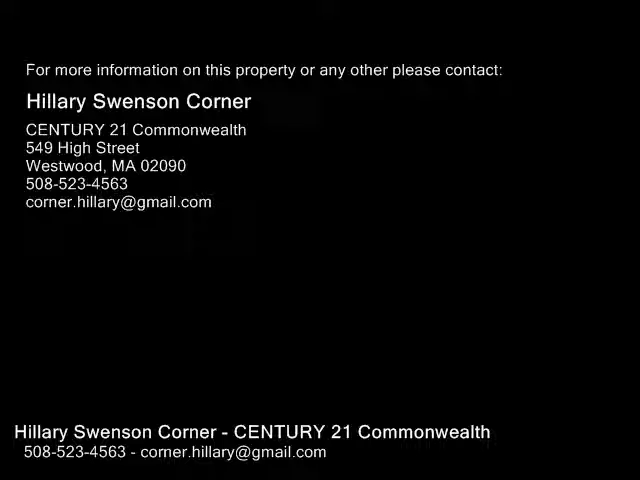 For more information on this property or any other please contact:
Hillary Swenson Corner
CENTURY 21 Commonwealth
549 High Street
Westwood, MA 02090
508-523-4563
corner.hillary@gmail.com
Hillary Swenson Corner - CENTURY 21 Commonwealth
508-523-4563 - corner.hillary@gmail.com